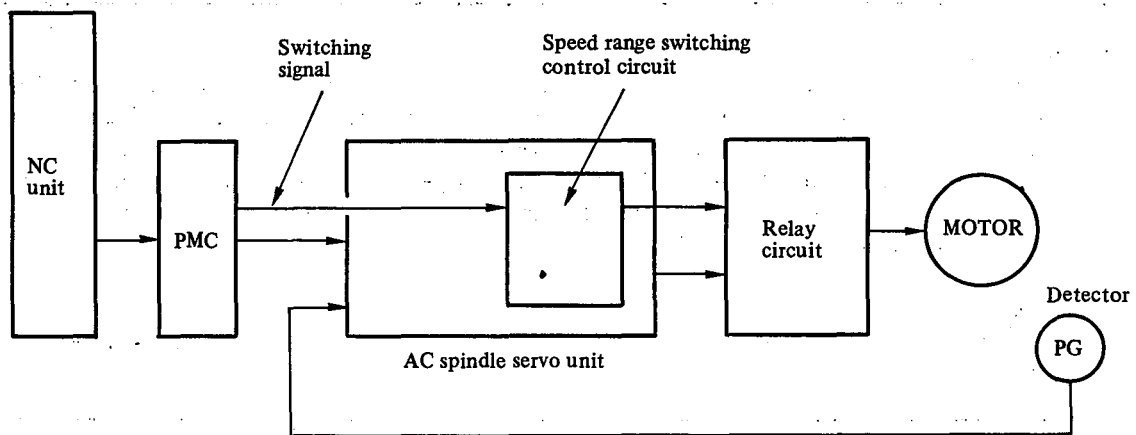 Switching
signal
Speed range switching
control circuit
NC
unit
PMC
Relay
circuit
MOTOR
Detector
PG
AC spindle servo unit